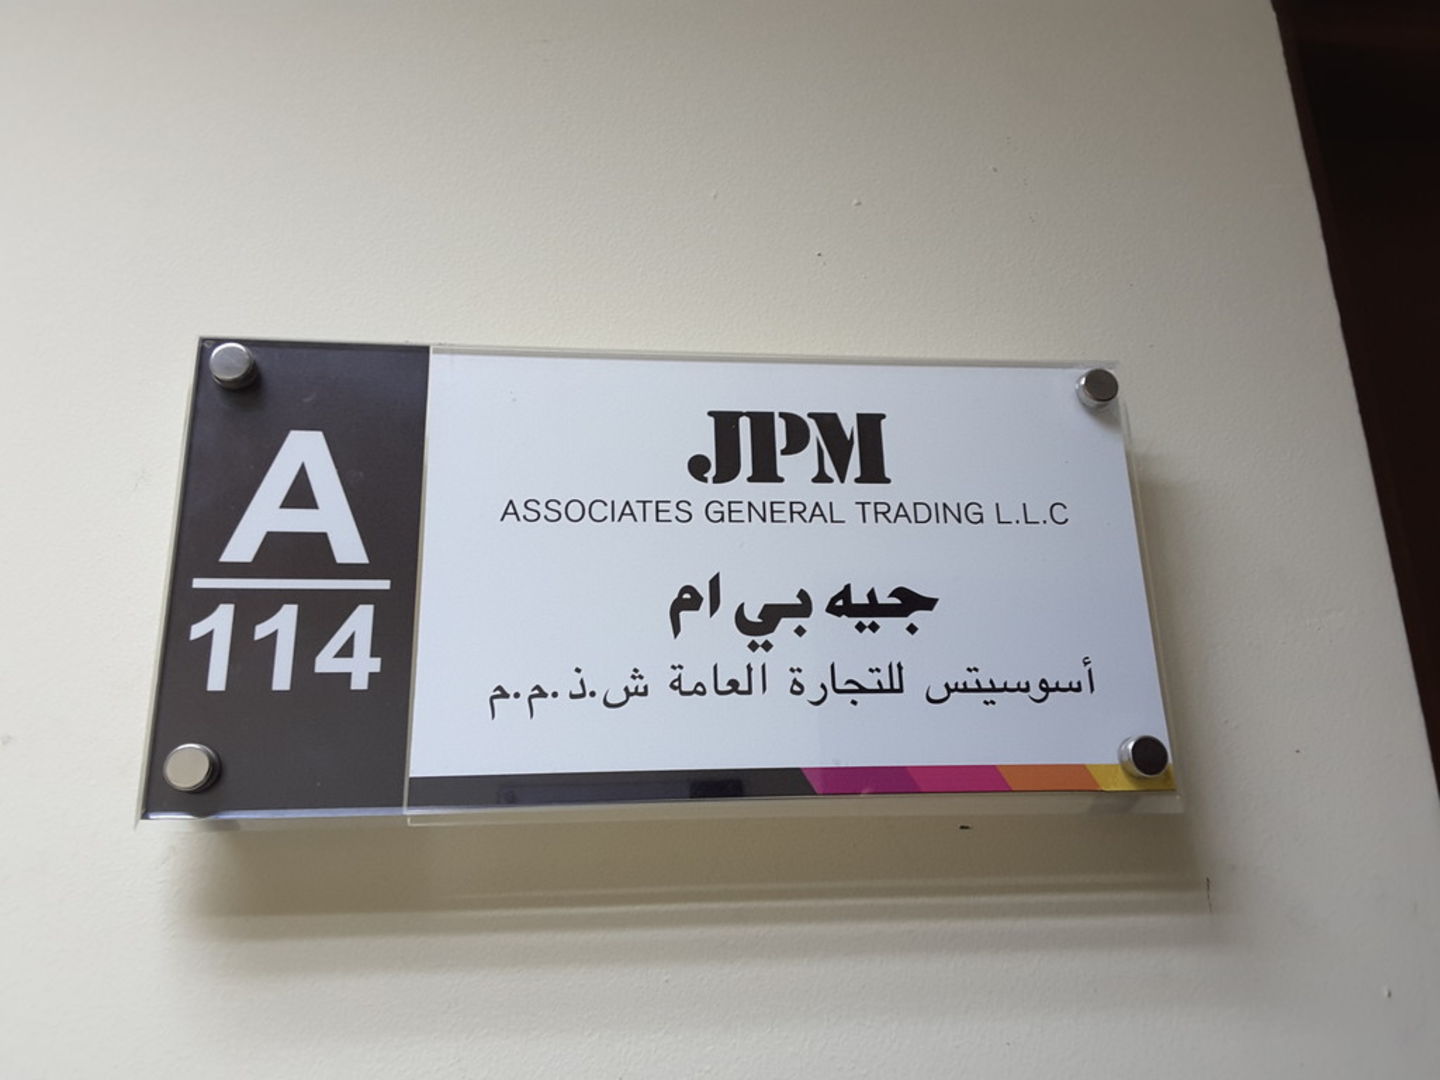 A
114
JPM
ASSOCIATES GENERAL TRADING L.L.C
جيه بي ام
أسوسيتس للتجارة العامة ش.ذ.م.م